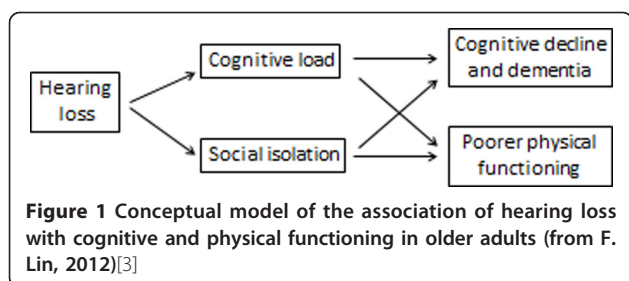 Hearing
loss
Cognitive load
Social isolation
Cognitive decline
and dementia
Poorer physical
functioning
Figure 1 Conceptual model of the association of hearing loss
with cognitive and physical functioning in older adults (from F.
Lin, 2012)[3]